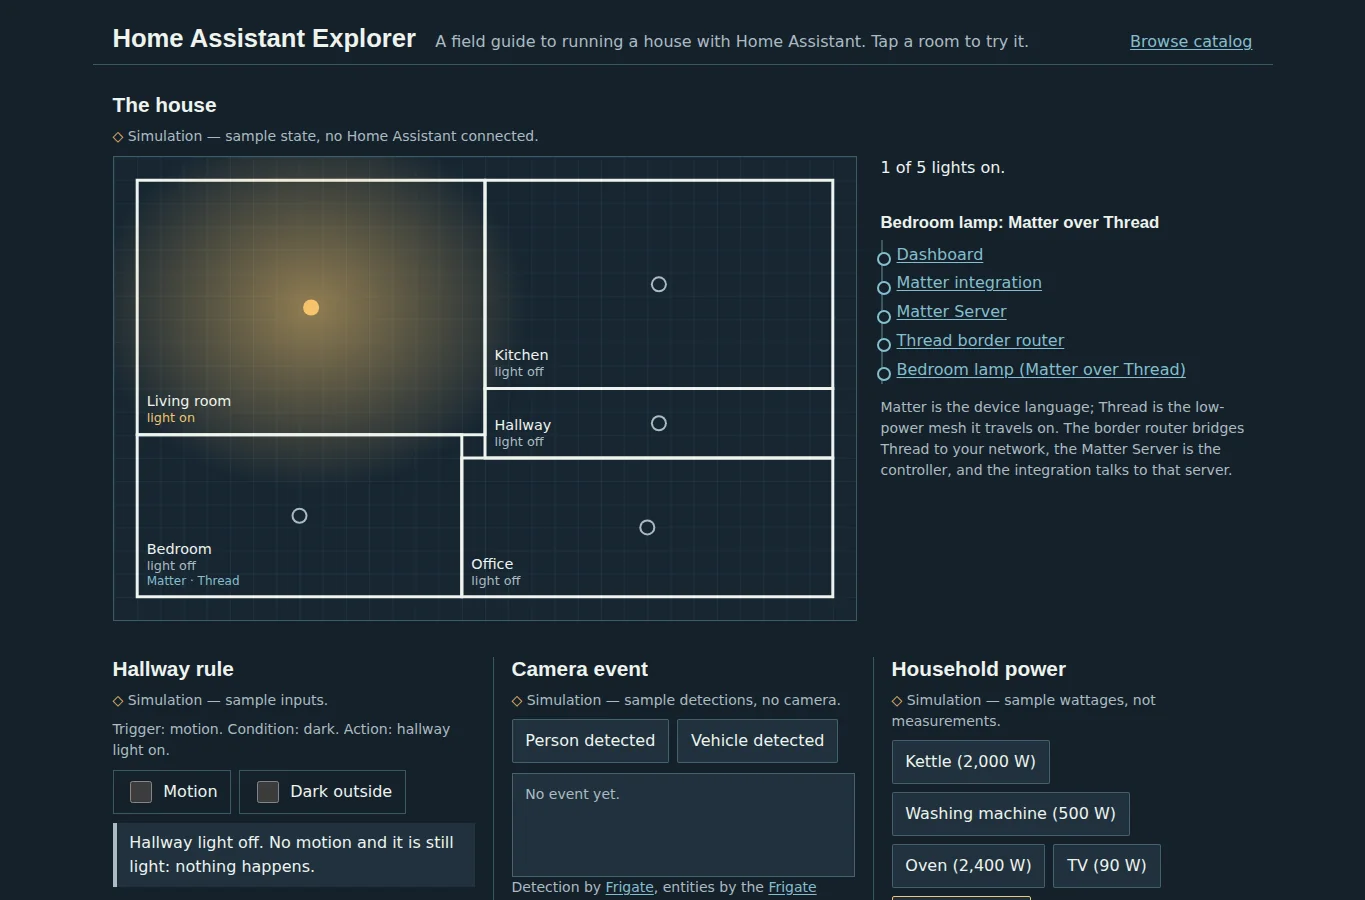 Home Assistant Explorer
A field guide to running a house with Home Assistant. Tap a room to try it.
Browse catalog
The house
◇ Simulation — sample state, no Home Assistant connected.
Living room
light on
Kitchen
light off
Hallway
light off
Bedroom
light off
Matter · Thread
Office
light off
1 of 5 lights on.
Bedroom lamp: Matter over Thread
Dashboard
Matter integration
Matter Server
Thread border router
Bedroom lamp (Matter over Thread)
Matter is the device language; Thread is the low-
power mesh it travels on. The border router bridges
Thread to your network, the Matter Server is the
controller, and the integration talks to that server.
Hallway rule
◇ Simulation — sample inputs.
Trigger: motion. Condition: dark. Action: hallway
light on.
Motion
Dark outside
Hallway light off. No motion and it is still
light: nothing happens.
Camera event
◇ Simulation — sample detections, no camera.
Person detected
Vehicle detected
No event yet.
Detection by Frigate, entities by the Frigate
Household power
◇ Simulation — sample wattages, not
measurements.
Kettle (2,000 W)
Washing machine (500 W)
Oven (2,400 W)
TV (90 W)